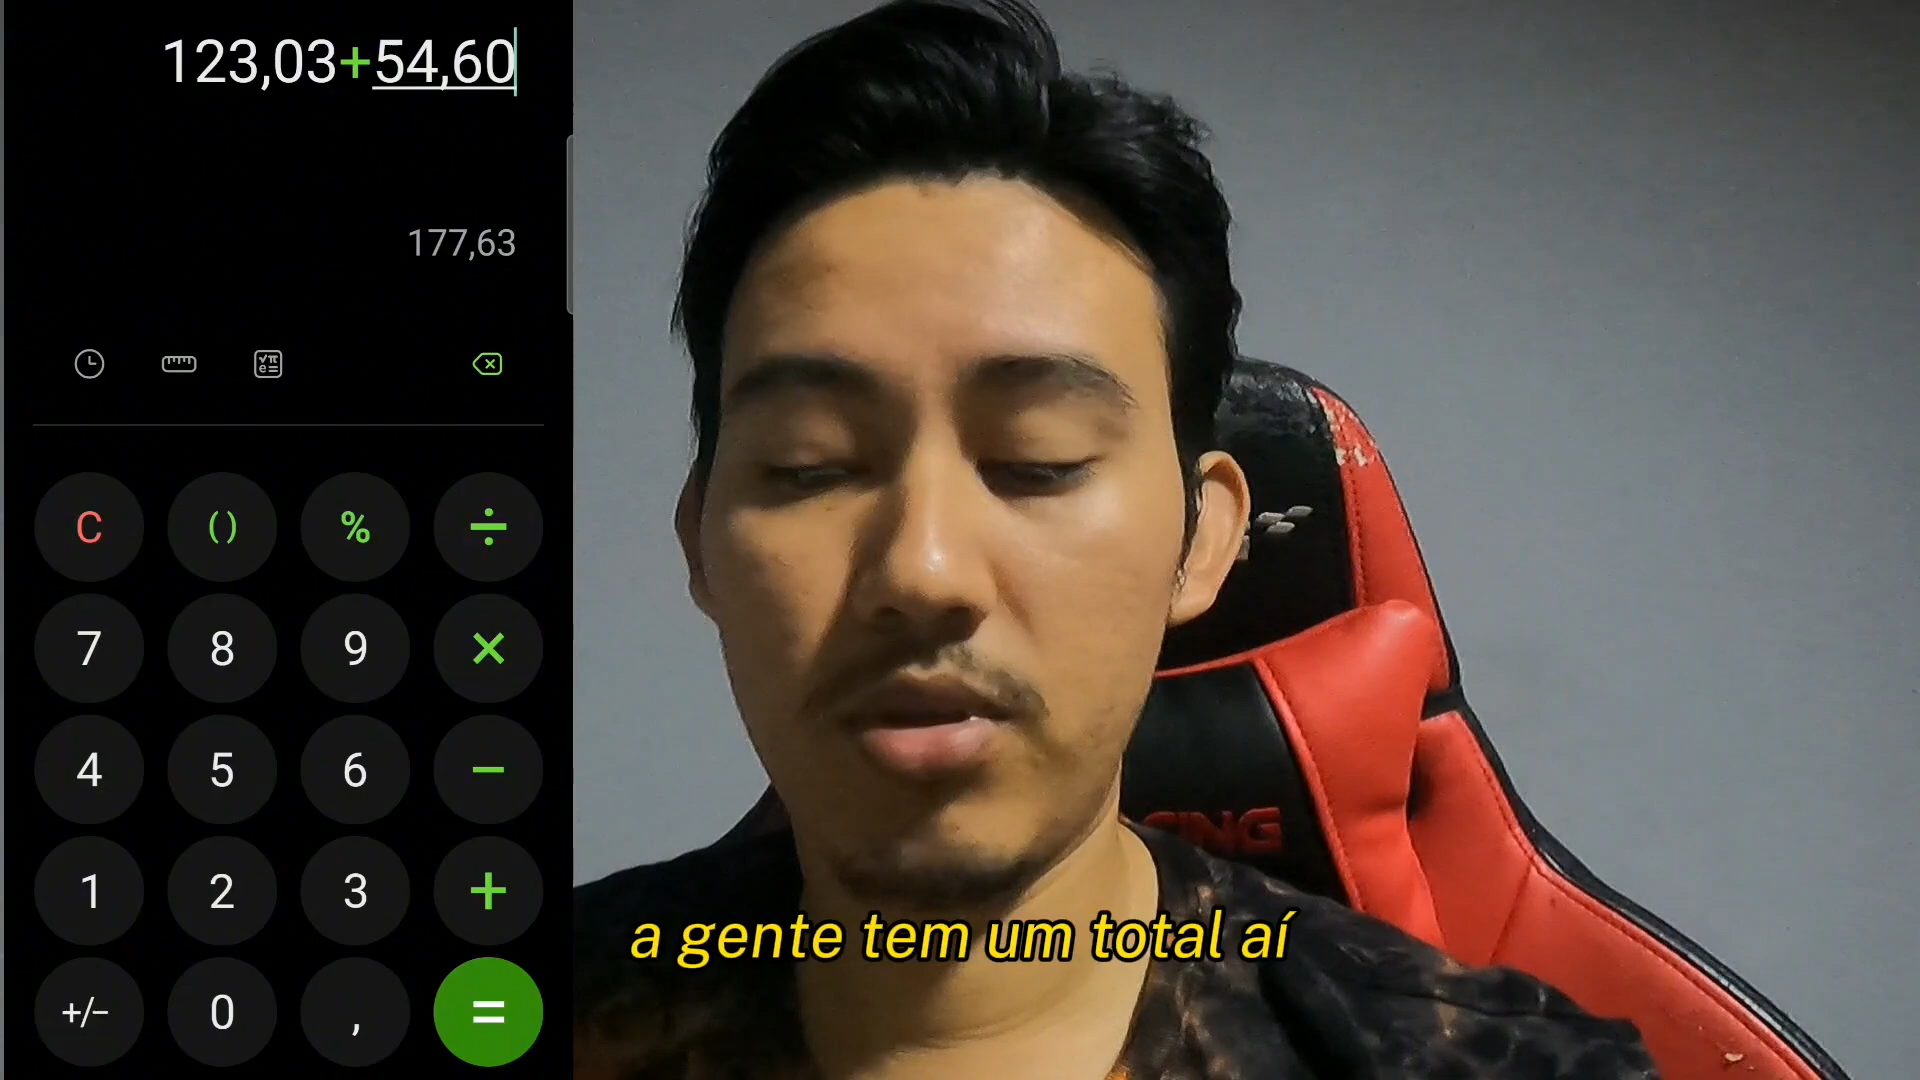 123,03+54,60
177,63
C () % ÷
7 8 9 ×
4 5 6 −
1 2 3 +
+/− 0 , =
a gente tem um total aí